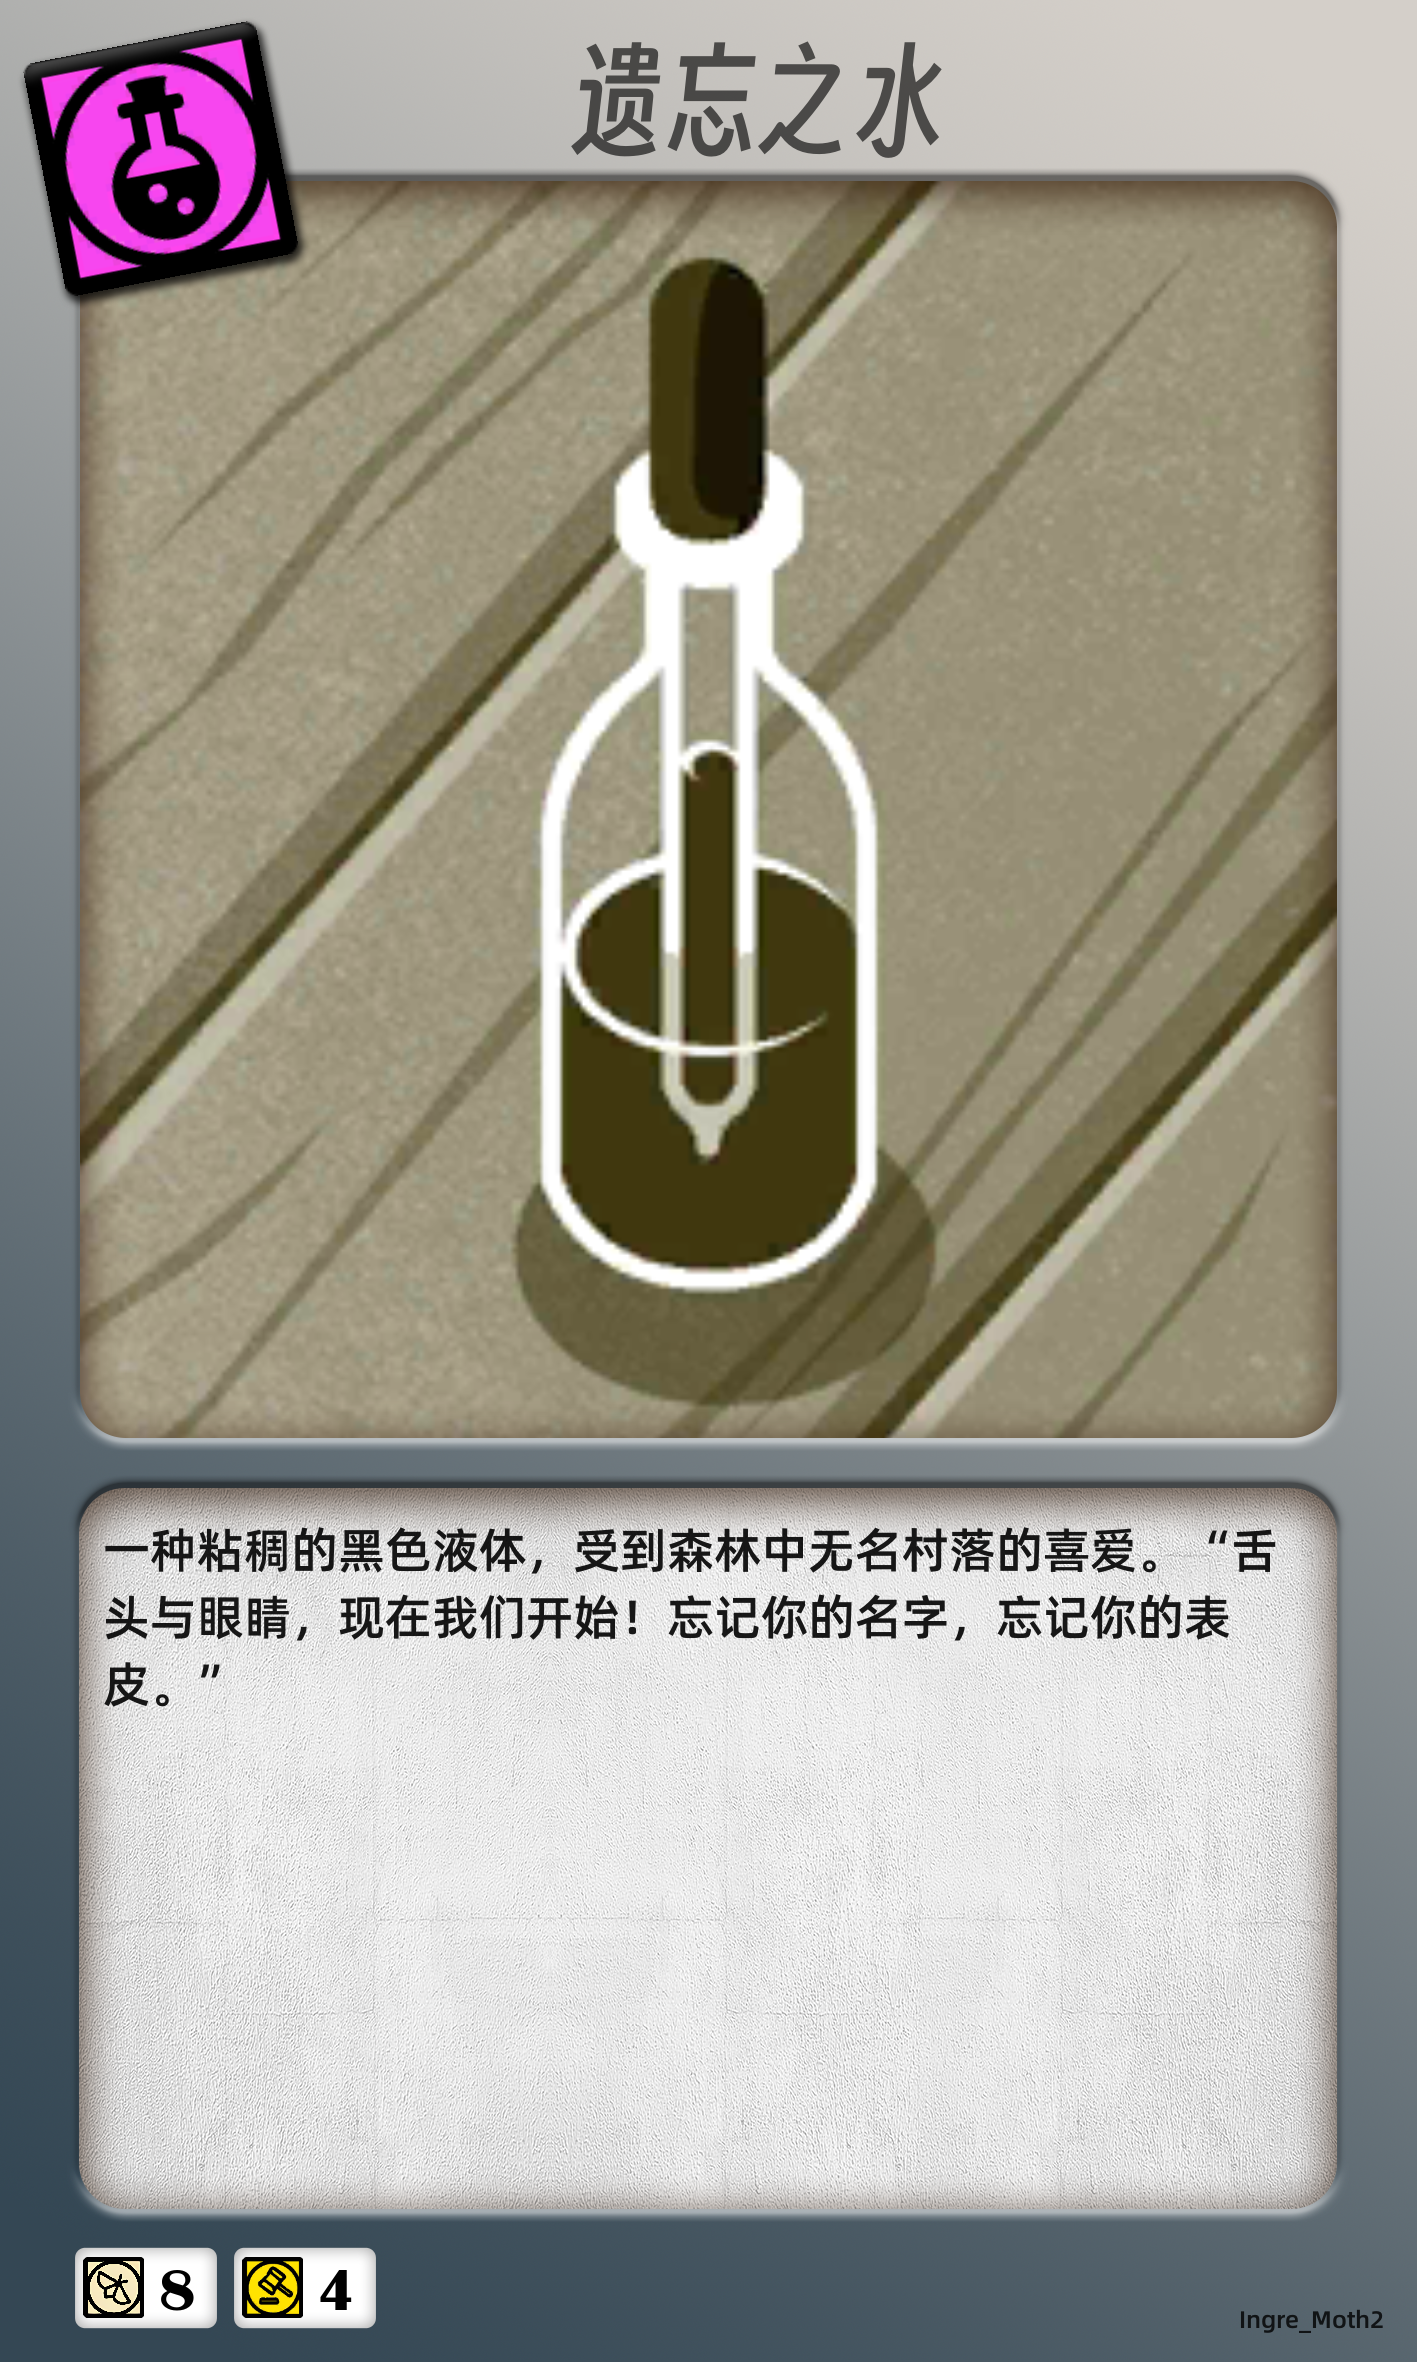 遗忘之水
一种粘稠的黑色液体，受到森林中无名村落的喜爱。“舌
头与眼睛，现在我们开始！忘记你的名字，忘记你的表
皮。”
8
4
Ingre_Moth2